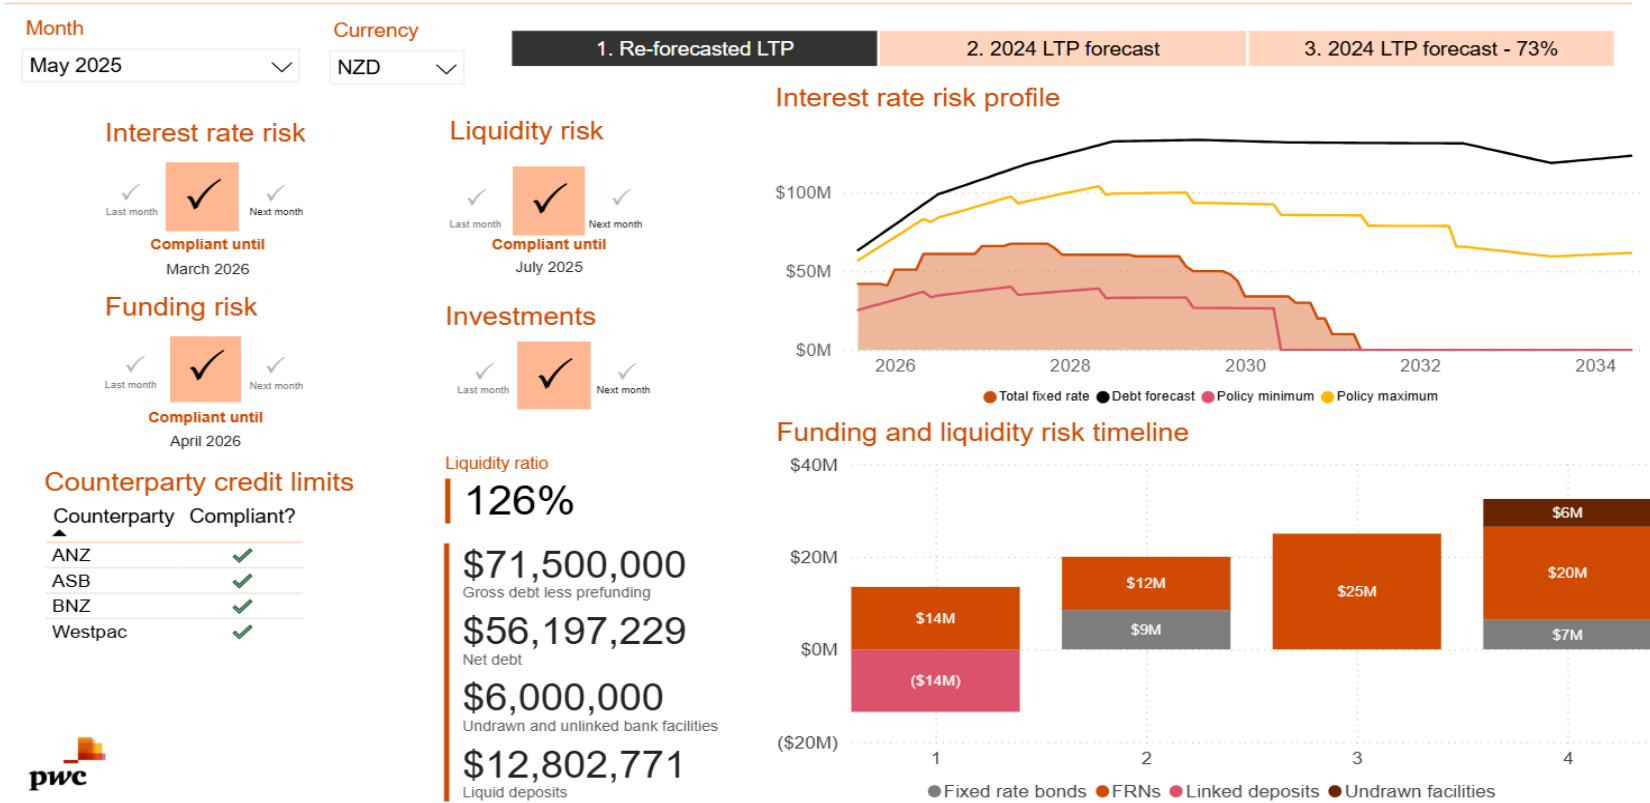 Month
May 2025
Currency
NZD
1. Re-forecasted LTP
2. 2024 LTP forecast
3. 2024 LTP forecast - 73%
Interest rate risk
Last month
Next month
Compliant until
March 2026
Liquidity risk
Last month
Next month
Compliant until
July 2025
Funding risk
Last month
Next month
Compliant until
April 2026
Investments
Last month
Next month
Counterparty credit limits
Counterparty Compliant?
ANZ
ASB
BNZ
Westpac
pwc
Liquidity ratio
126%
$71,500,000
Gross debt less prefunding
$56,197,229
Net debt
$6,000,000
Undrawn and unlinked bank facilities
$12,802,771
Liquid deposits
Interest rate risk profile
$100M
$50M
$0M
2026 2028 2030 2032 2034
Total fixed rate Debt forecast Policy minimum Policy maximum
Funding and liquidity risk timeline
$40M
$20M
$0M
($20M)
$14M
($14M)
$12M
$9M
$25M
$6M
$20M
$7M
1 2 3 4
Fixed rate bonds FRNs Linked deposits Undrawn facilities